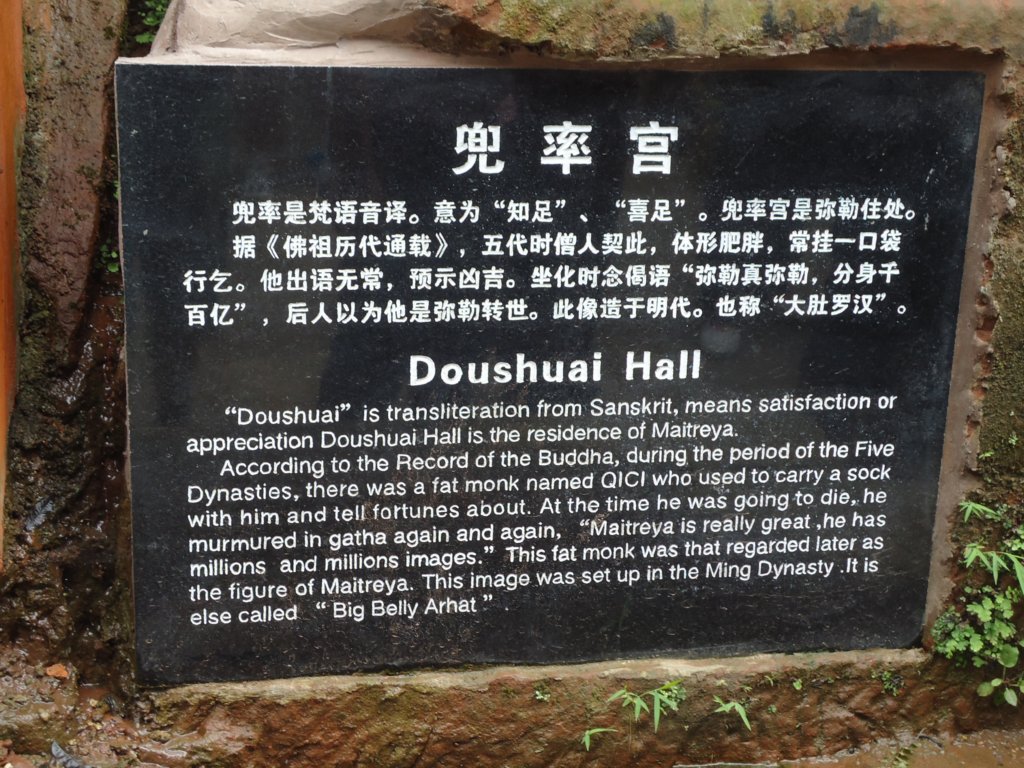 兜率宫
兜率是梵语音译。意为“知足”、“喜足”。兜率宫是弥勒住处。
据《佛祖历代通载》，五代时僧人契此，体形肥胖，常挂一口袋
行乞。他出语无常，预示凶吉。坐化时念偈语“弥勒真弥勒，分身千
百亿”，后人以为他是弥勒转世。此像造于明代。也称“大肚罗汉”。
Doushuai Hall
“Doushuai” is transliteration from Sanskrit, means satisfaction or
appreciation Doushuai Hall is the residence of Maitreya.
According to the Record of the Buddha, during the period of the Five
Dynasties, there was a fat monk named QICI who used to carry a sock
with him and tell fortunes about. At the time he was going to die, he
murmured in gatha again and again, “Maitreya is really great ,he has
millions and millions images.” This fat monk was that regarded later as
the figure of Maitreya. This image was set up in the Ming Dynasty .It is
else called “ Big Belly Arhat ” .